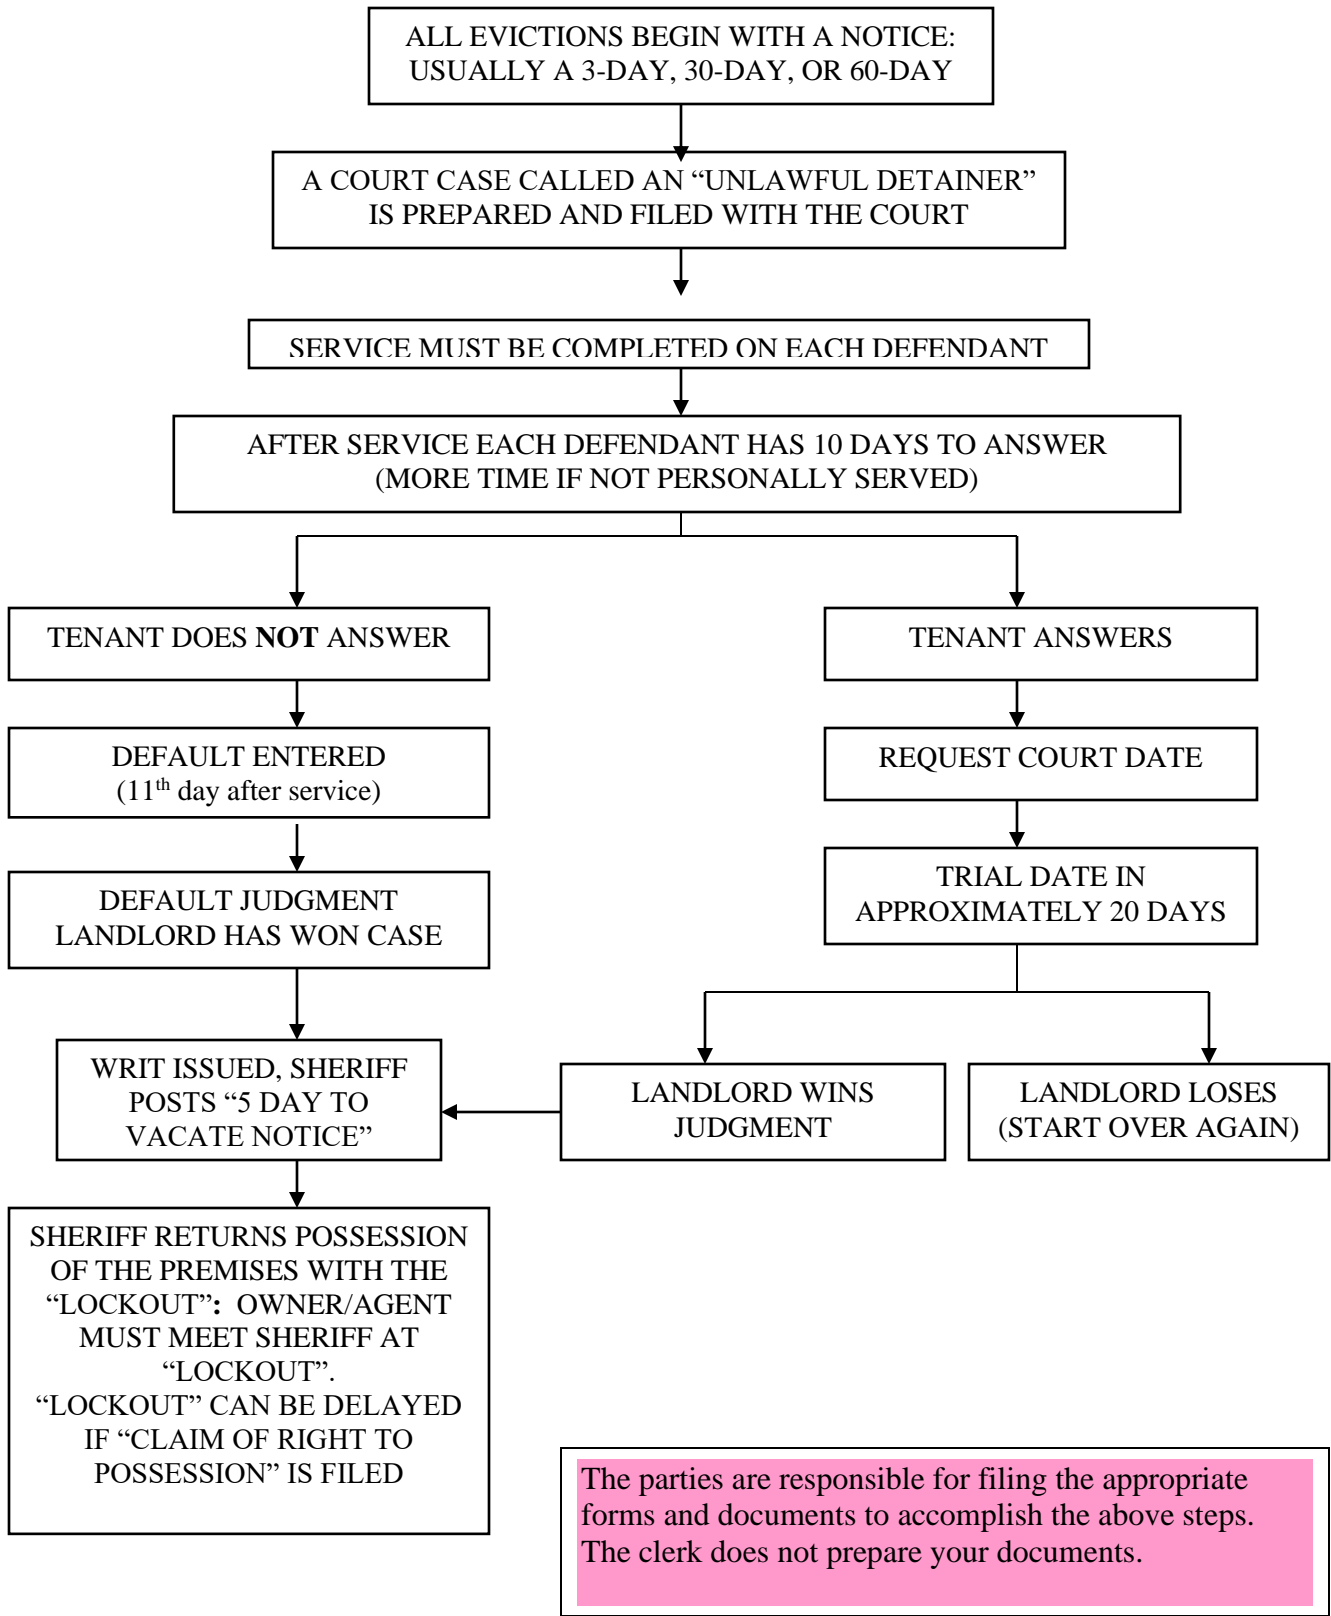 ALL EVICTIONS BEGIN WITH A NOTICE:
USUALLY A 3-DAY, 30-DAY, OR 60-DAY
A COURT CASE CALLED AN “UNLAWFUL DETAINER”
IS PREPARED AND FILED WITH THE COURT
SERVICE MUST BE COMPLETED ON EACH DEFENDANT
AFTER SERVICE EACH DEFENDANT HAS 10 DAYS TO ANSWER
(MORE TIME IF NOT PERSONALLY SERVED)
TENANT DOES NOT ANSWER
DEFAULT ENTERED
(11th day after service)
DEFAULT JUDGMENT
LANDLORD HAS WON CASE
TENANT ANSWERS
REQUEST COURT DATE
TRIAL DATE IN
APPROXIMATELY 20 DAYS
LANDLORD WINS
JUDGMENT
LANDLORD LOSES
(START OVER AGAIN)
WRIT ISSUED, SHERIFF
POSTS “5 DAY TO
VACATE NOTICE”
SHERIFF RETURNS POSSESSION
OF THE PREMISES WITH THE
“LOCKOUT”: OWNER/AGENT
MUST MEET SHERIFF AT
“LOCKOUT”.
“LOCKOUT” CAN BE DELAYED
IF “CLAIM OF RIGHT TO
POSSESSION” IS FILED
The parties are responsible for filing the appropriate
forms and documents to accomplish the above steps.
The clerk does not prepare your documents.